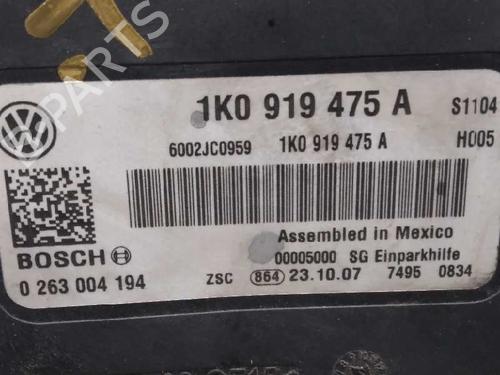 PARTS
1K0 919 475 A S1104
6002JC0959 1K0 919 475 A H005
Assembled in Mexico
BOSCH 00005000 SG Einparkhilfe
0 263 004 194 ZSC 864 23.10.07 7495 0834